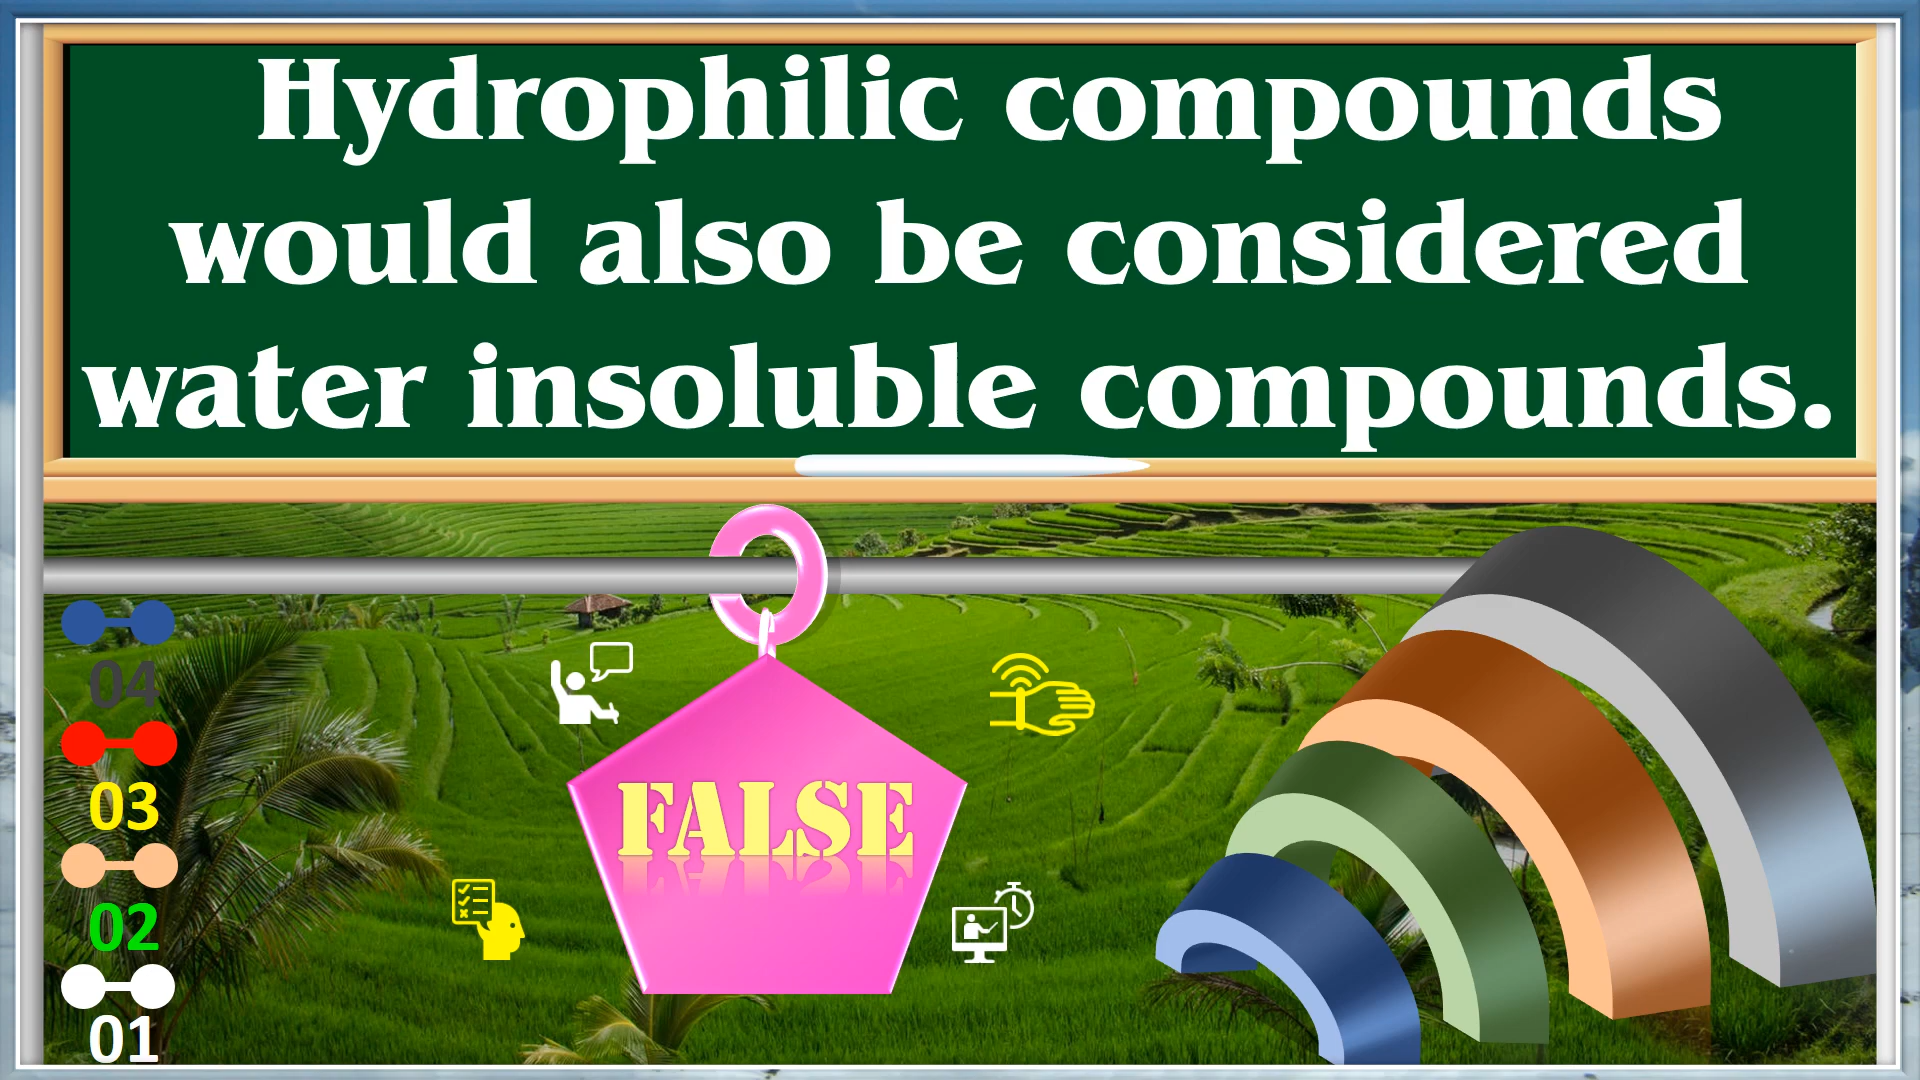 Hydrophilic compounds
would also be considered
water insoluble compounds.
FALSE
04
03
02
01